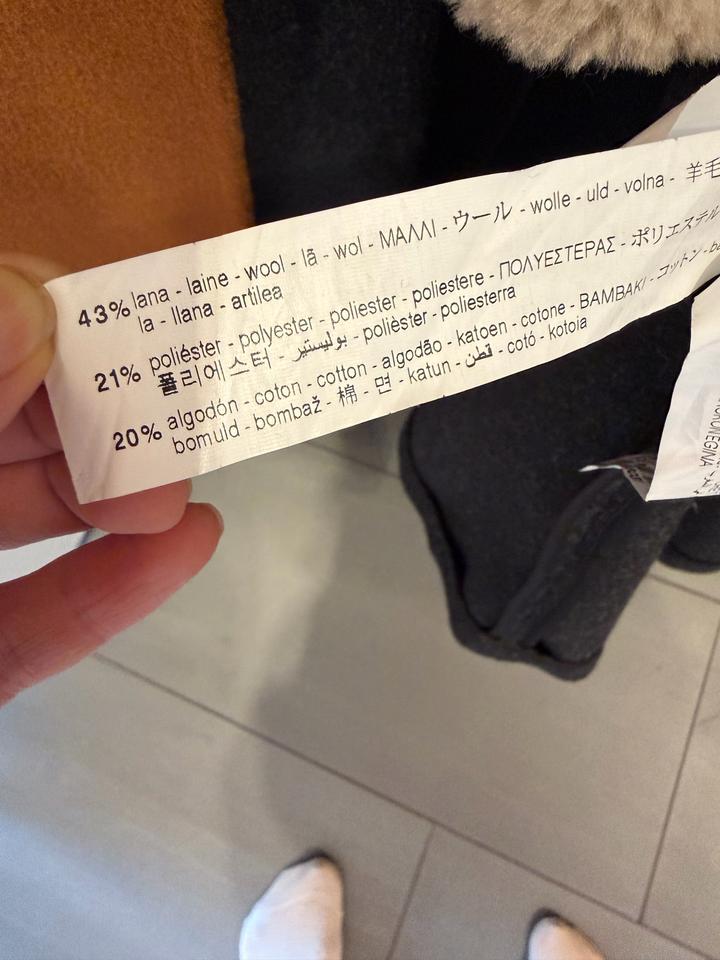 43% lana - laine - wool - lã - wol - ΜΑΛΛΙ - ウール - wolle - uld - volna - 羊毛
la - llana - artilea
21% poliéster - polyester - poliester - poliestere - ΠΟΛΥΕΣΤΕΡΑΣ - ポリエステル
폴리에스터 - بوليستير - polièster - poliesterra
20% algodón - coton - cotton - algodão - katoen - cotone - ΒΑΜΒΑΚΙ - コットン -
bomuld - bombaž - 棉 - 면 - katun - قطن - cotó - kotoia